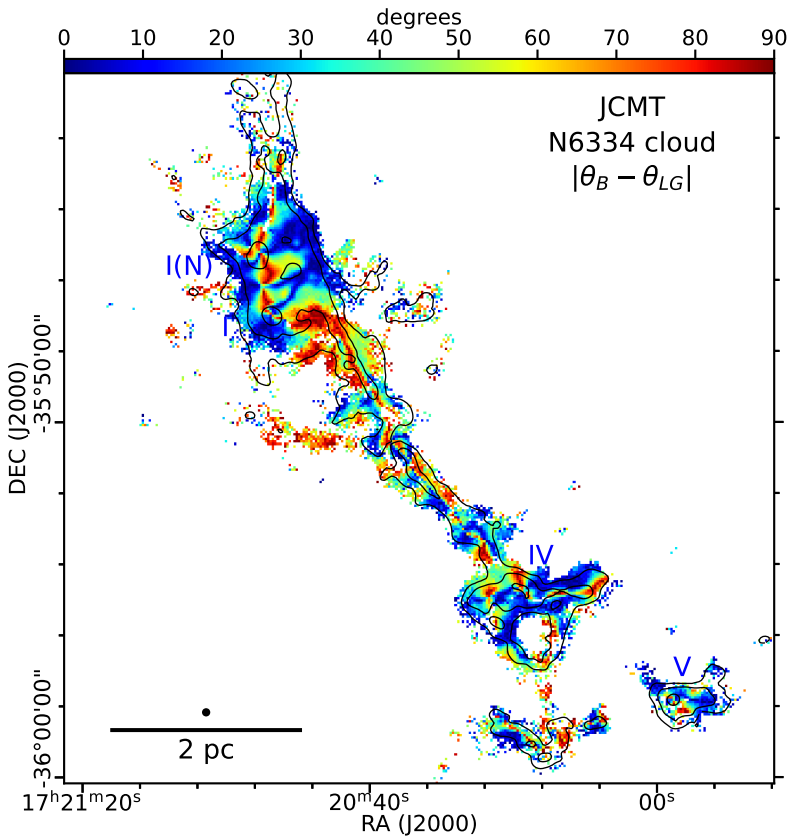 degrees
0 10 20 30 40 50 60 70 80 90
JCMT
N6334 cloud
|θ_B − θ_LG|
I(N)
I
-35°50'00"
DEC (J2000)
IV
V
-36°00'00"
2 pc
17ʰ21ᵐ20ˢ 20ᵐ40ˢ 00ˢ
RA (J2000)